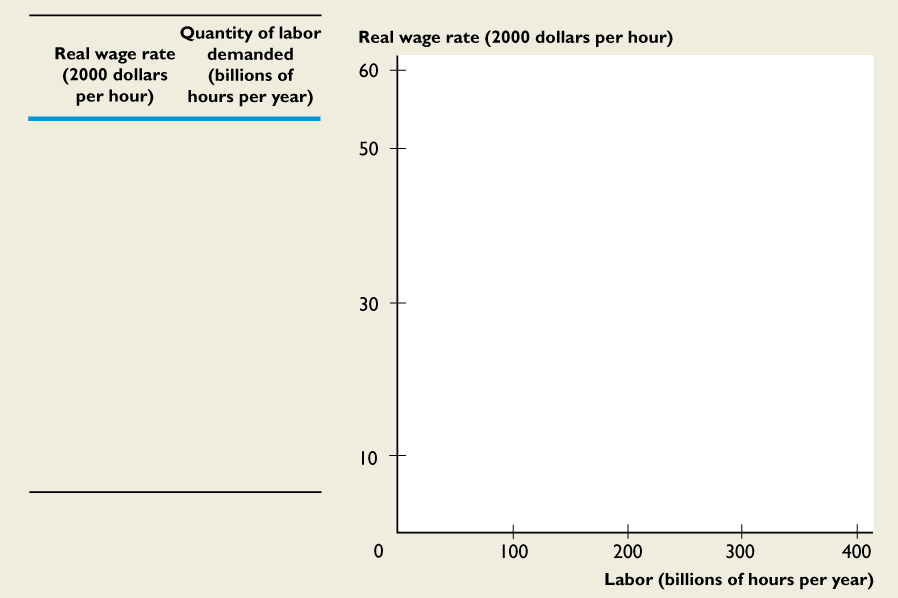 Real wage rate
(2000 dollars
per hour)
Quantity of labor
demanded
(billions of
hours per year)
Real wage rate (2000 dollars per hour)
60
50
30
10
0
100
200
300
400
Labor (billions of hours per year)